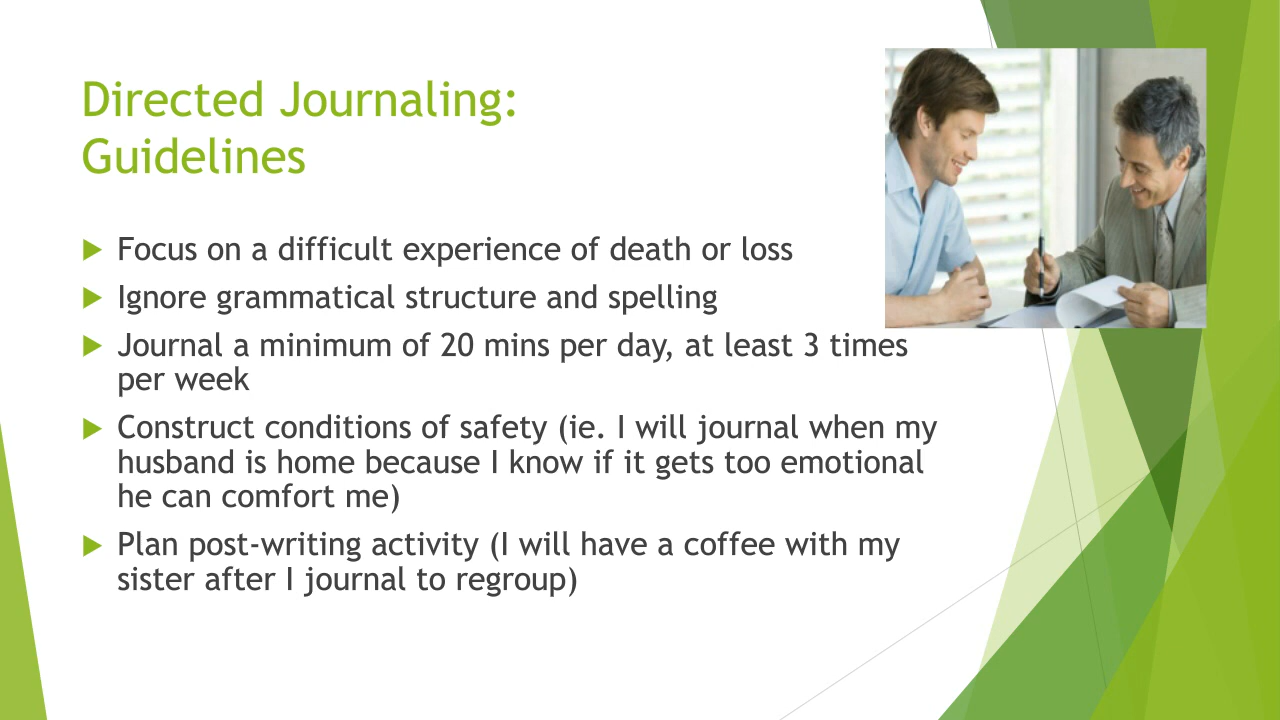 Directed Journaling:
Guidelines
Focus on a difficult experience of death or loss
Ignore grammatical structure and spelling
Journal a minimum of 20 mins per day, at least 3 times
per week
Construct conditions of safety (ie. I will journal when my
husband is home because I know if it gets too emotional
he can comfort me)
Plan post-writing activity (I will have a coffee with my
sister after I journal to regroup)